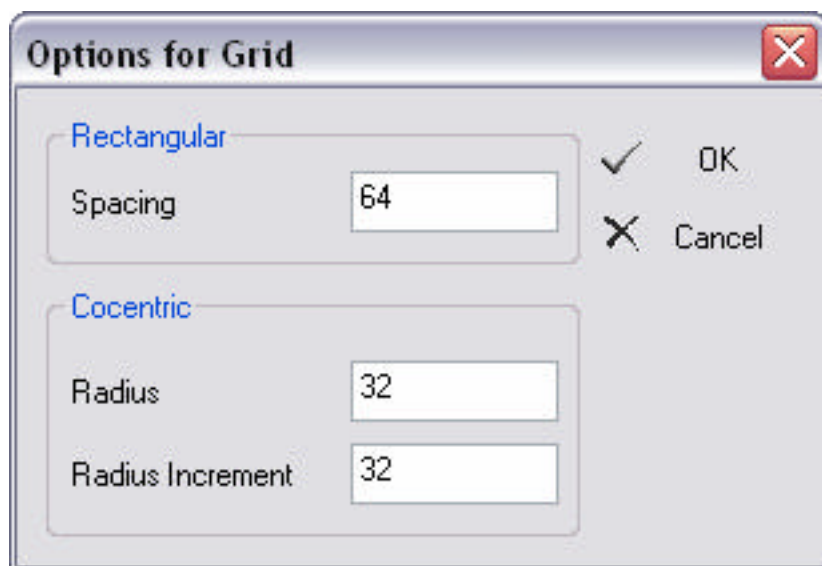 Options for Grid
Rectangular
Spacing 64
OK
Cancel
Cocentric
Radius 32
Radius Increment 32